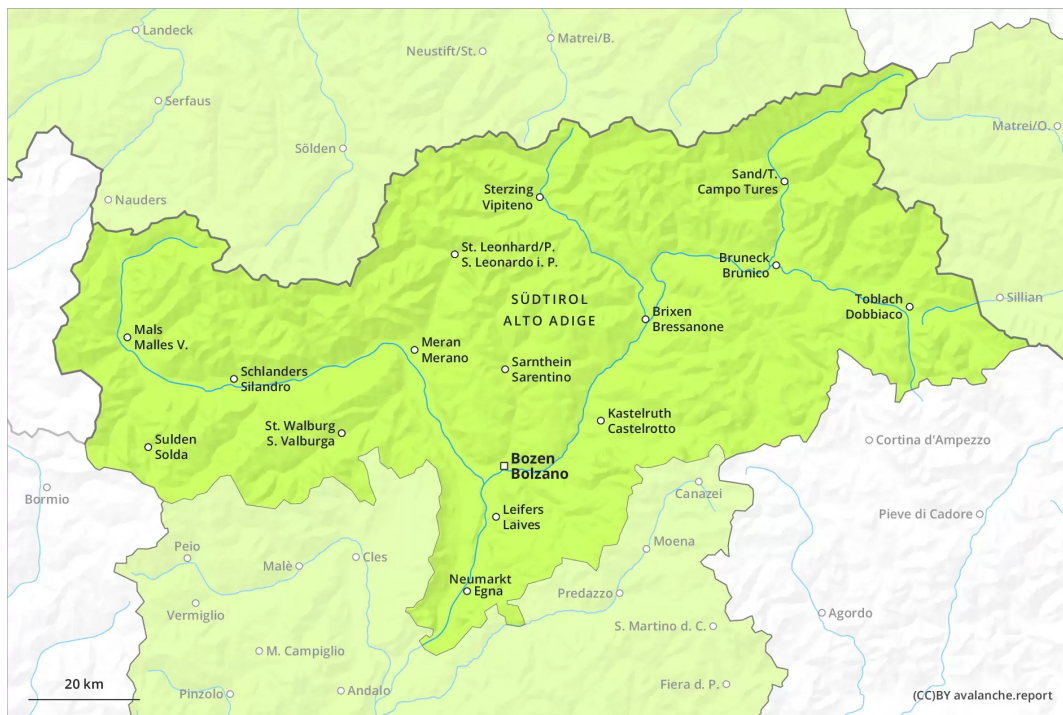 Landeck
Matrei/B.
Neustift/St.
Serfaus
Matrei/O.
Sölden
Sand/T.
Campo Tures
Sterzing
Vipiteno
Nauders
St. Leonhard/P.
S. Leonardo i. P.
Bruneck
Brunico
SÜDTIROL
ALTO ADIGE
Toblach
Dobbiaco
Sillian
Brixen
Bressanone
Mals
Malles V.
Meran
Merano
Sarnthein
Sarentino
Schlanders
Silandro
Kastelruth
Castelrotto
St. Walburg
S. Valburga
Sulden
Solda
Cortina d'Ampezzo
Bozen
Bolzano
Bormio
Canazei
Leifers
Laives
Pieve di Cadore
Moena
Peio
Cles
Malè
Neumarkt
Egna
Predazzo
Vermiglio
Agordo
S. Martino d. C.
M. Campiglio
Fiera d. P.
Andalo
Pinzolo
20 km
(CC)BY avalanche.report